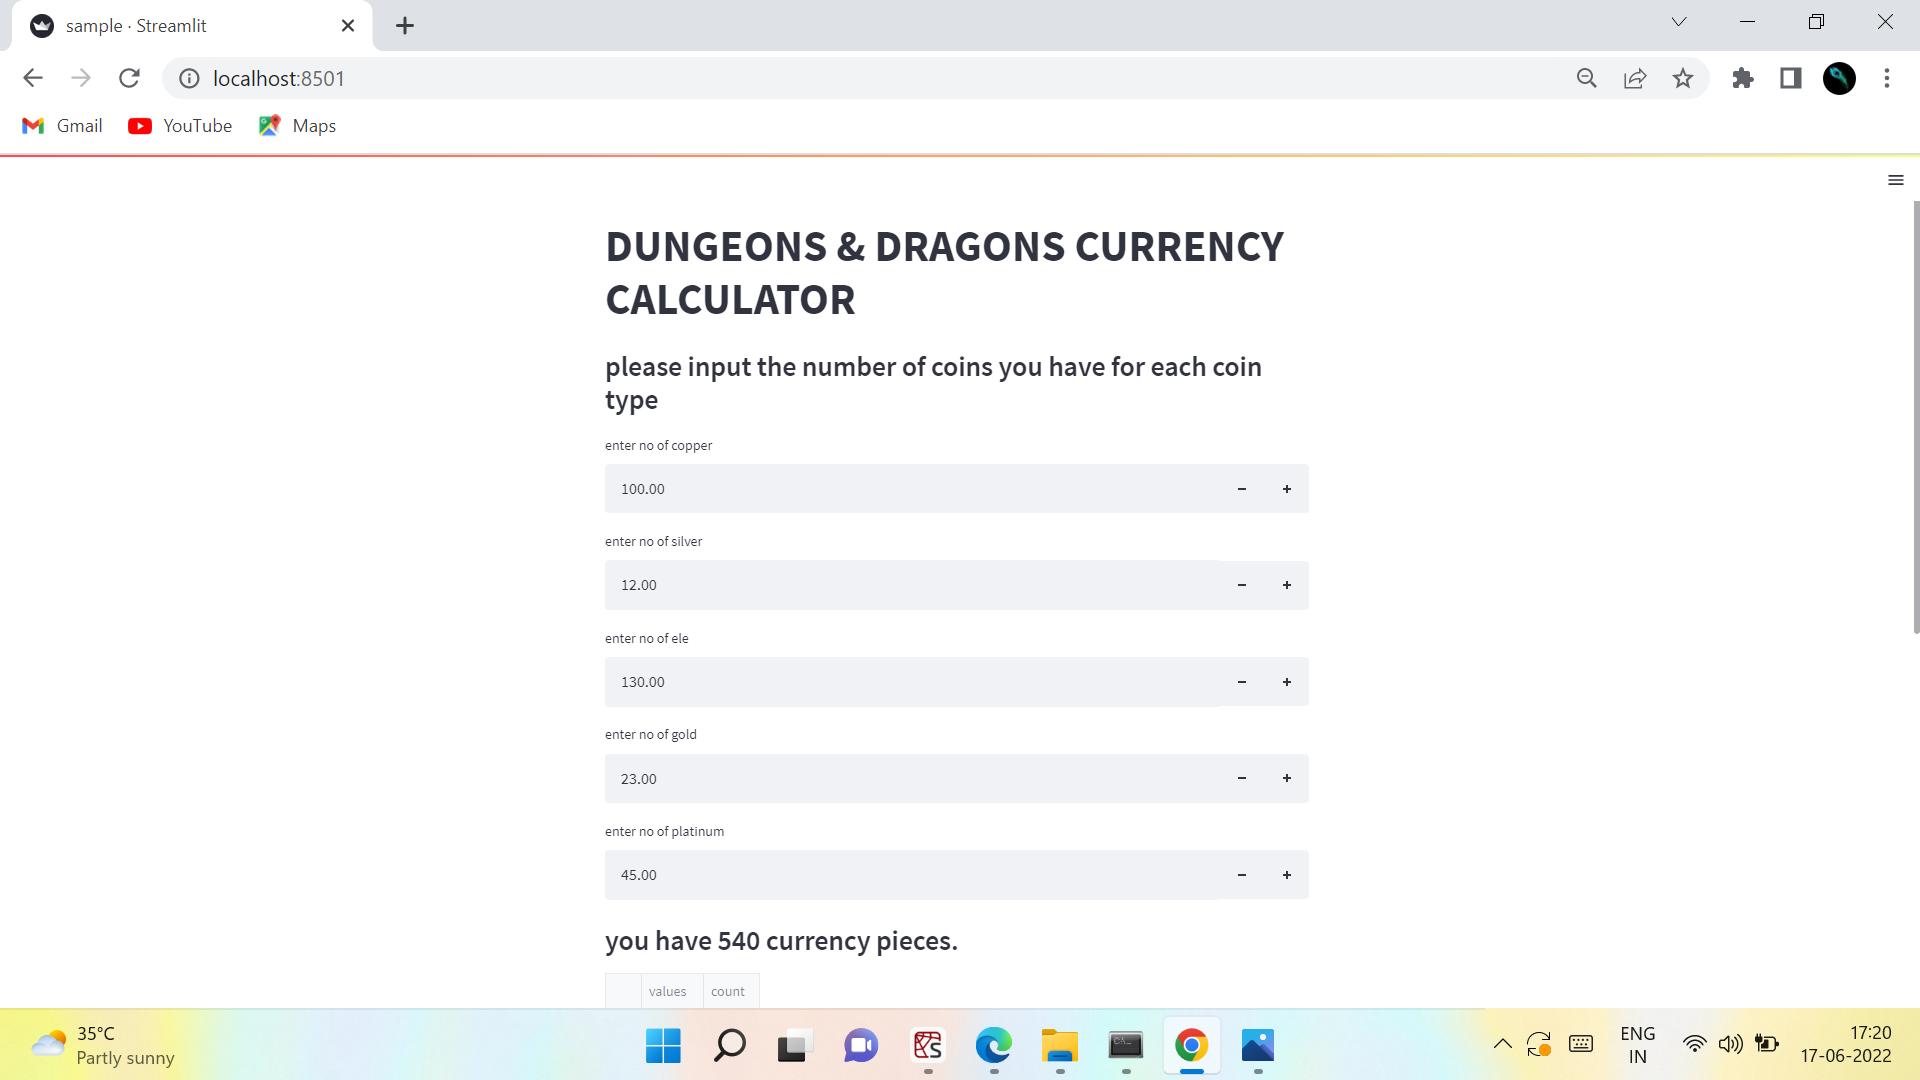 sample · Streamlit
localhost:8501
Gmail YouTube Maps
DUNGEONS & DRAGONS CURRENCY
CALCULATOR
please input the number of coins you have for each coin
type
enter no of copper
100.00
enter no of silver
12.00
enter no of ele
130.00
enter no of gold
23.00
enter no of platinum
45.00
you have 540 currency pieces.
values count
35°C
Partly sunny
ENG
IN
17:20
17-06-2022